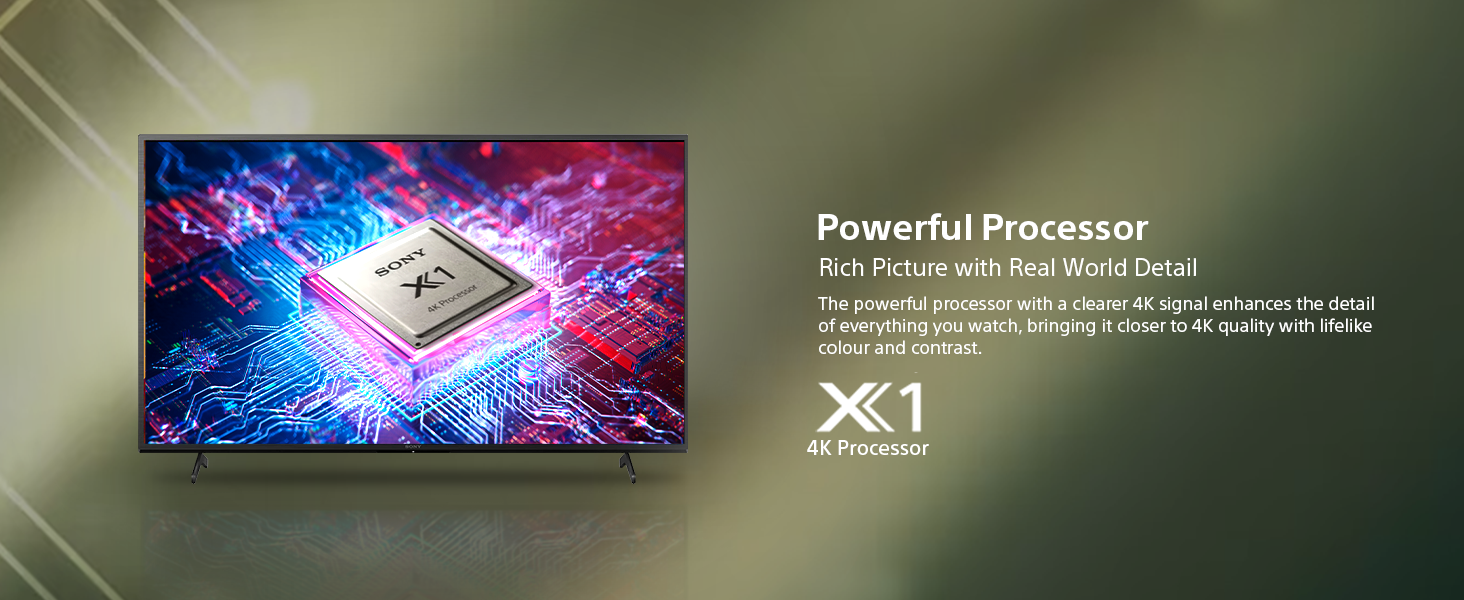 SONY
X1
4K Processor
SONY
Powerful Processor
Rich Picture with Real World Detail
The powerful processor with a clearer 4K signal enhances the detail
of everything you watch, bringing it closer to 4K quality with lifelike
colour and contrast.
X1
4K Processor